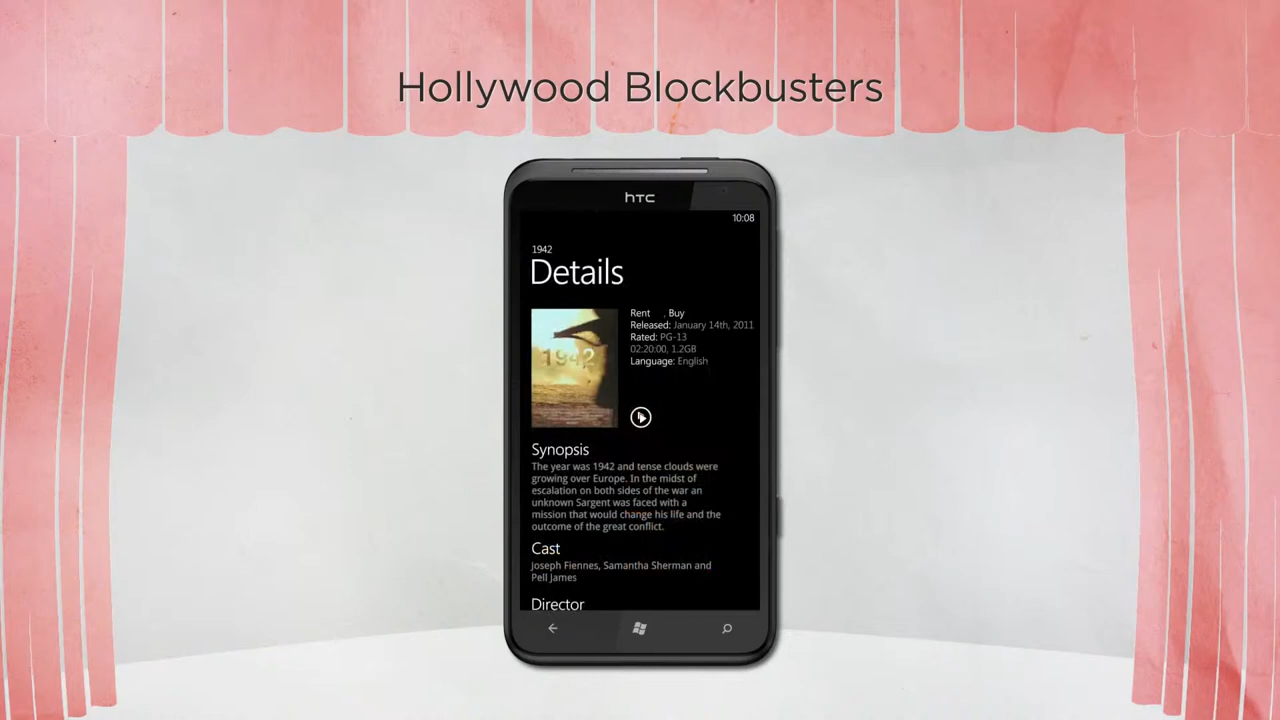 Hollywood Blockbusters
hTC
10:08
1942
Details
Rent , Buy
Released: January 14th, 2011
Rated: PG-13
02:20:00, 1.2GB
Language: English
1942
Synopsis
The year was 1942 and tense clouds were
growing over Europe. In the midst of
escalation on both sides of the war an
unknown Sargent was faced with a
mission that would change his life and the
outcome of the great conflict.
Cast
Joseph Fiennes, Samantha Sherman and
Pell James
Director